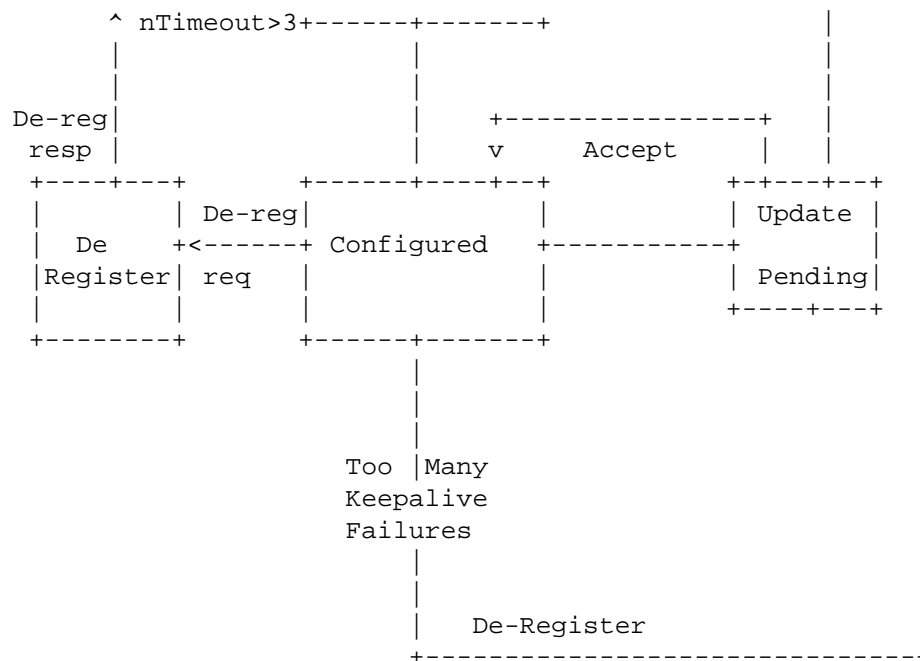 ^ nTimeout>3
De-reg
resp
v Accept
De-reg Update
De Configured
Register req Pending
Too Many
Keepalive
Failures
De-Register